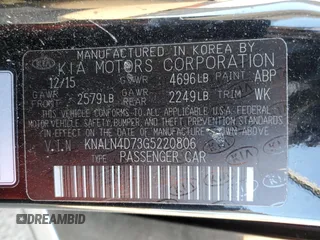 MANUFACTURED IN KOREA BY
KIA MOTORS CORPORATION
12/15 GVWR 4696LB PAINT ABP
GAWR FRONT 2579LB GAWR REAR 2249LB TRIM WK
THIS VEHICLE CONFORMS TO ALL APPLICABLE U.S.A FEDERAL
MOTOR VEHICLE SAFETY, BUMPER, AND THEFT PREVENTION STANDARDS
IN EFFECT ON THE DATE OF MANUFACTURE SHOWN ABOVE
V.I.N KNALN4D73G5220806
TYPE PASSENGER CAR
KIA
DREAMBID